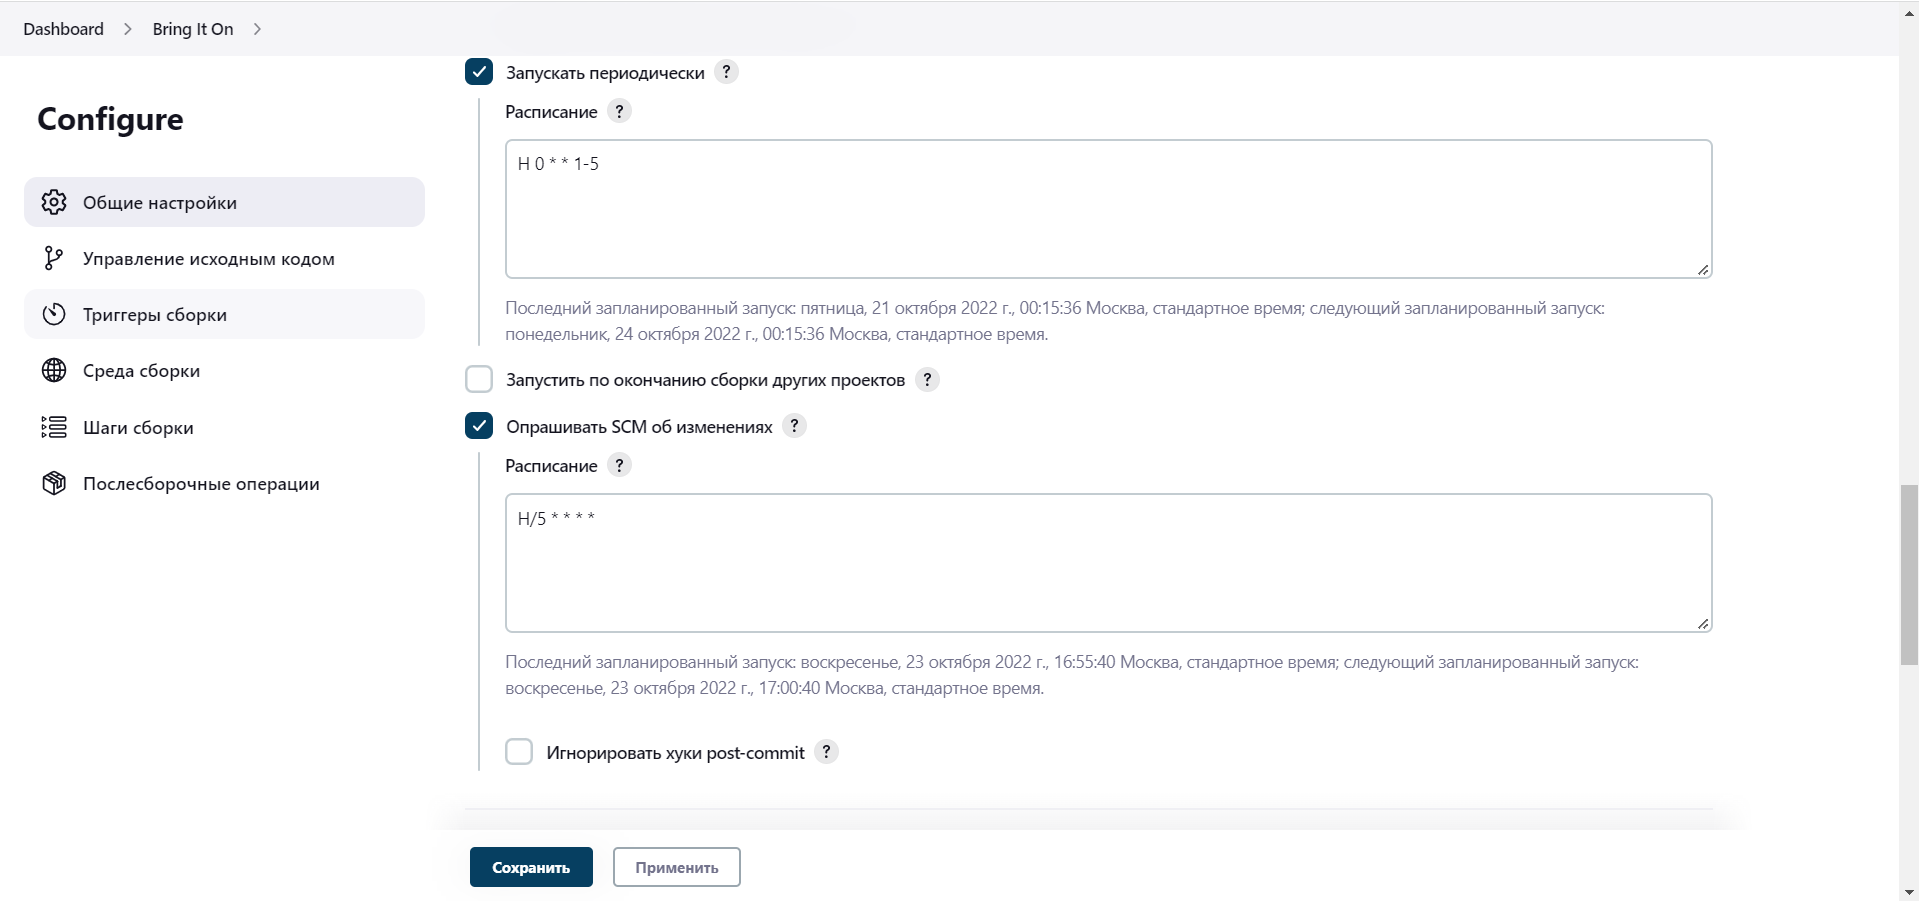 Dashboard > Bring It On >
Configure
Общие настройки
Управление исходным кодом
Триггеры сборки
Среда сборки
Шаги сборки
Послесборочные операции
Запускать периодически ?
Расписание ?
H 0 * * 1-5
Последний запланированный запуск: пятница, 21 октября 2022 г., 00:15:36 Москва, стандартное время; следующий запланированный запуск:
понедельник, 24 октября 2022 г., 00:15:36 Москва, стандартное время.
Запустить по окончанию сборки других проектов ?
Опрашивать SCM об изменениях ?
Расписание ?
H/5 * * * *
Последний запланированный запуск: воскресенье, 23 октября 2022 г., 16:55:40 Москва, стандартное время; следующий запланированный запуск:
воскресенье, 23 октября 2022 г., 17:00:40 Москва, стандартное время.
Игнорировать хуки post-commit ?
Сохранить
Применить